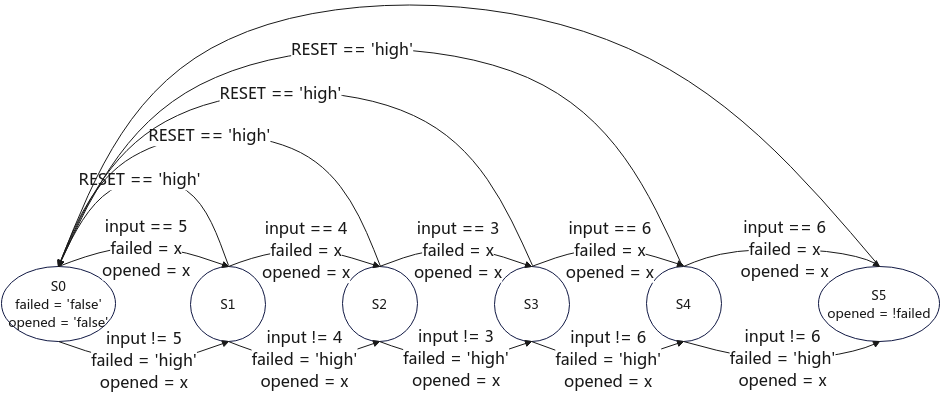 RESET == 'high'
RESET == 'high'
RESET == 'high'
RESET == 'high'
input == 5
failed = x
opened = x
input == 4
failed = x
opened = x
input == 3
failed = x
opened = x
input == 6
failed = x
opened = x
input == 6
failed = x
opened = x
S0
failed = 'false'
opened = 'false'
S1
S2
S3
S4
S5
opened = !failed
input != 5
failed = 'high'
opened = x
input != 4
failed = 'high'
opened = x
input != 3
failed = 'high'
opened = x
input != 6
failed = 'high'
opened = x
input != 6
failed = 'high'
opened = x